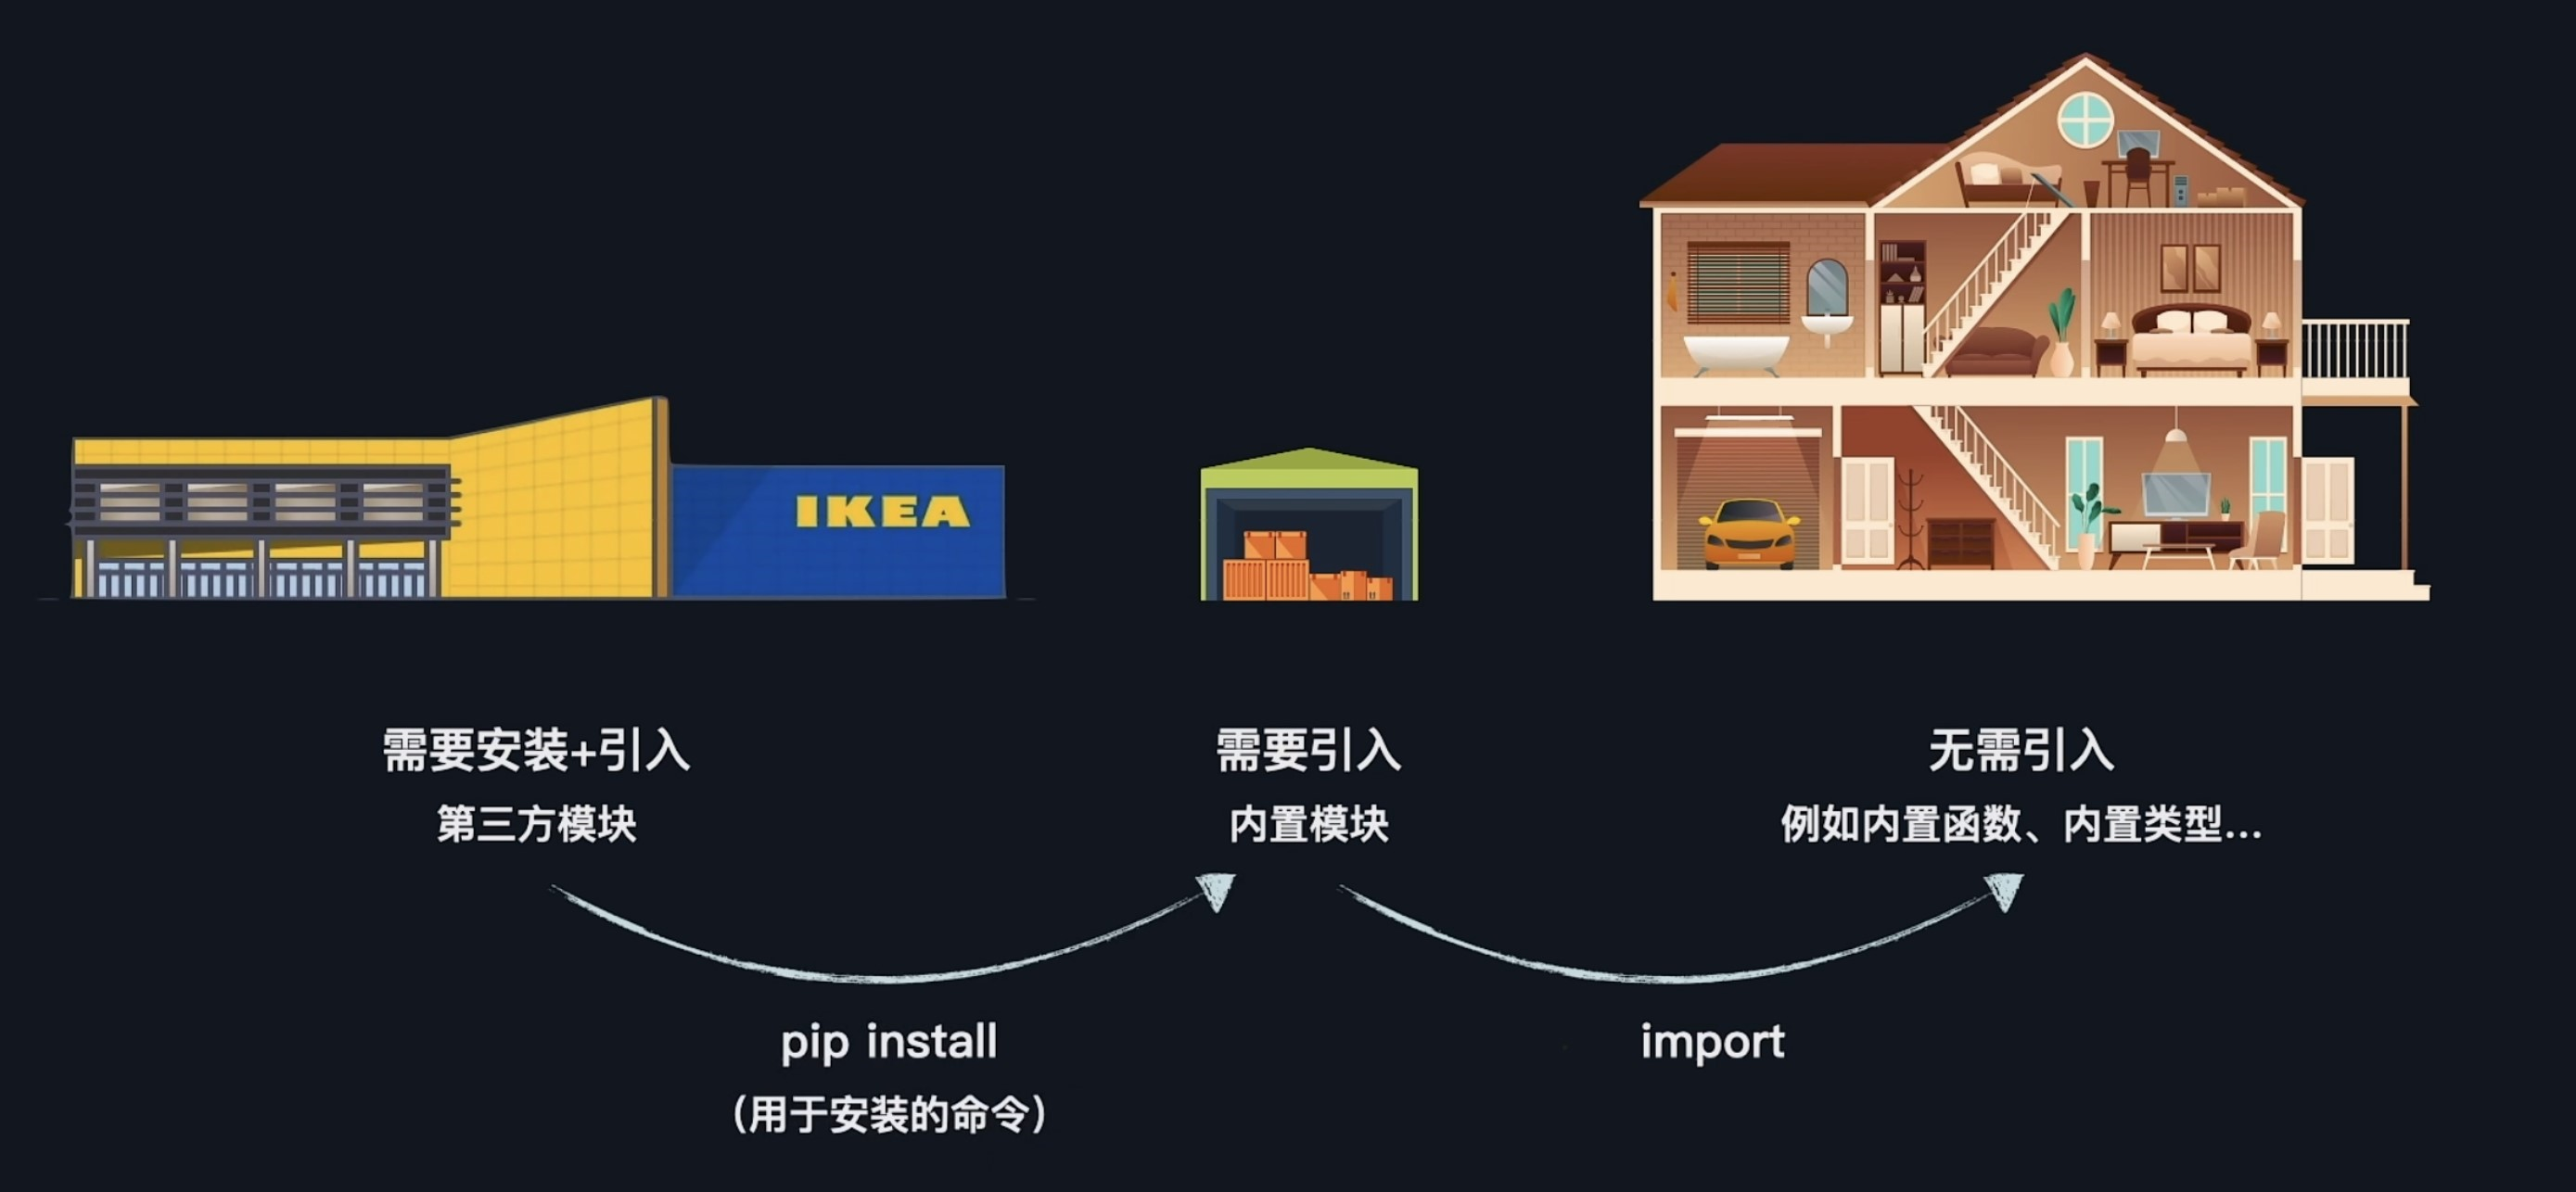 IKEA
需要安装+引入
第三方模块
需要引入
内置模块
无需引入
例如内置函数、内置类型...
pip install
(用于安装的命令)
import